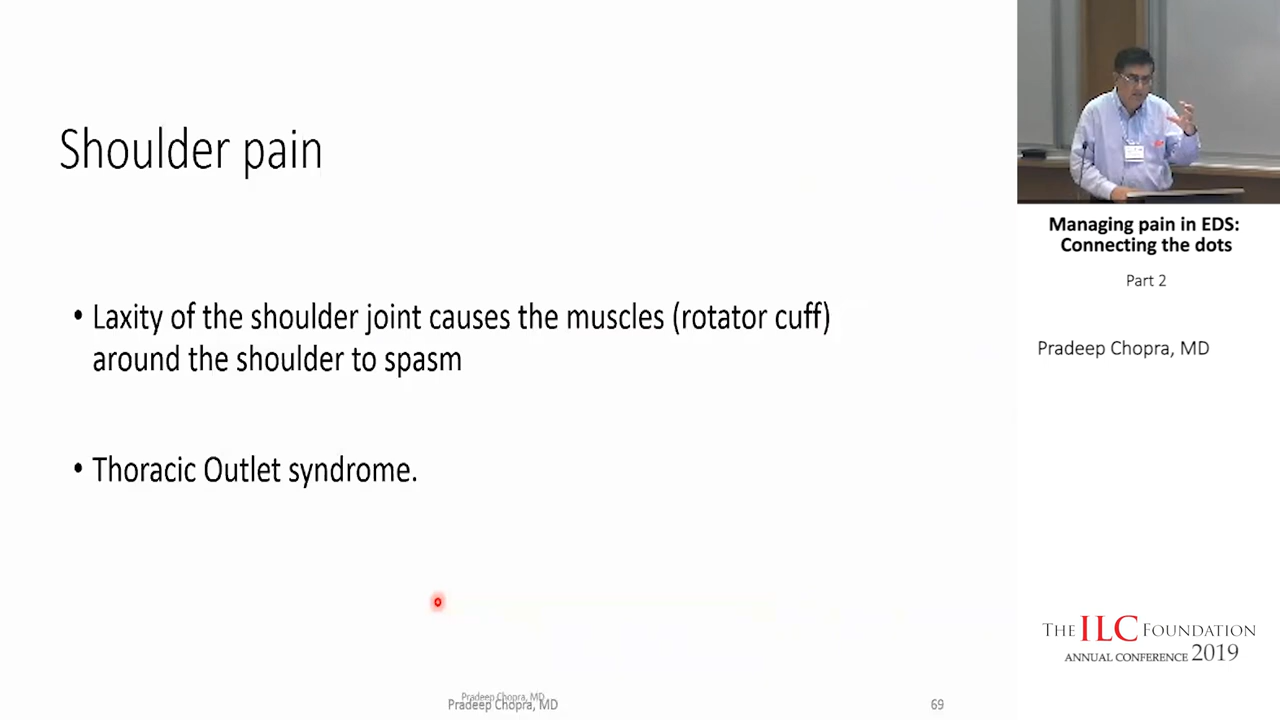 Shoulder pain
• Laxity of the shoulder joint causes the muscles (rotator cuff)
around the shoulder to spasm
• Thoracic Outlet syndrome.
Pradeep Chopra, MD
Pradeep Chopra, MD
69
Managing pain in EDS:
Connecting the dots
Part 2
Pradeep Chopra, MD
THE ILC FOUNDATION
ANNUAL CONFERENCE 2019